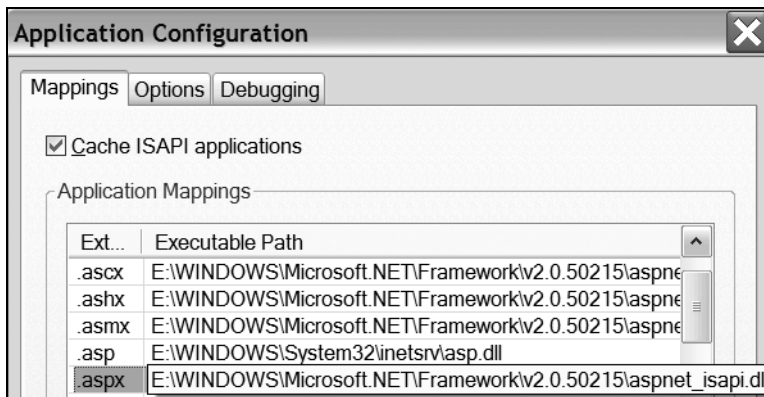 Application Configuration
Mappings Options Debugging
Cache ISAPI applications
Application Mappings
Ext... Executable Path
.ascx E:\WINDOWS\Microsoft.NET\Framework\v2.0.50215\aspne
.ashx E:\WINDOWS\Microsoft.NET\Framework\v2.0.50215\aspne
.asmx E:\WINDOWS\Microsoft.NET\Framework\v2.0.50215\aspne
.asp E:\WINDOWS\System32\inetsrv\asp.dll
.aspx E:\WINDOWS\Microsoft.NET\Framework\v2.0.50215\aspnet_isapi.dl